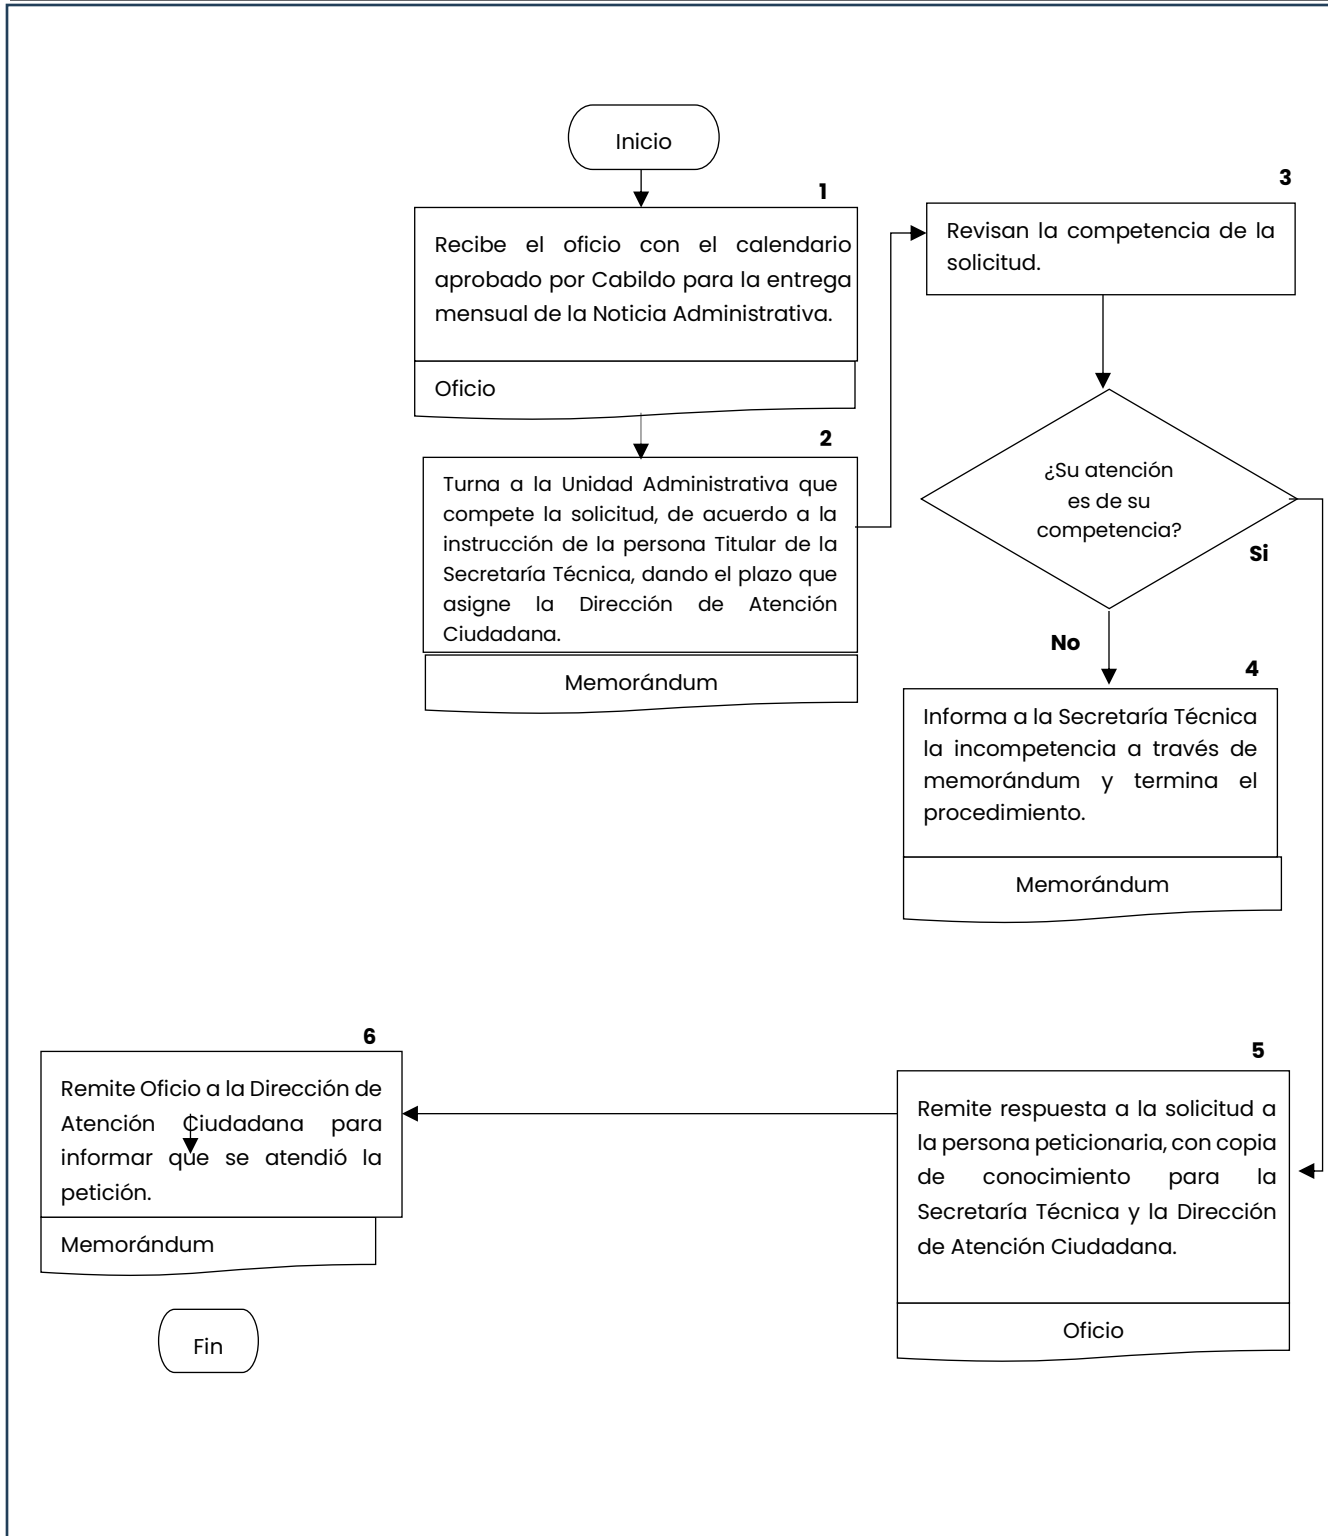 Inicio
1
Recibe el oficio con el calendario
aprobado por Cabildo para la entrega
mensual de la Noticia Administrativa.
Oficio
2
Turna a la Unidad Administrativa que
compete la solicitud, de acuerdo a la
instrucción de la persona Titular de la
Secretaría Técnica, dando el plazo que
asigne la Dirección de Atención
Ciudadana.
Memorándum
3
Revisan la competencia de la
solicitud.
¿Su atención
es de su
competencia?
Si
No
4
Informa a la Secretaría Técnica
la incompetencia a través de
memorándum y termina el
procedimiento.
Memorándum
5
Remite respuesta a la solicitud a
la persona peticionaria, con copia
de conocimiento para la
Secretaría Técnica y la Dirección
de Atención Ciudadana.
Oficio
6
Remite Oficio a la Dirección de
Atención Ciudadana para
informar que se atendió la
petición.
Memorándum
Fin